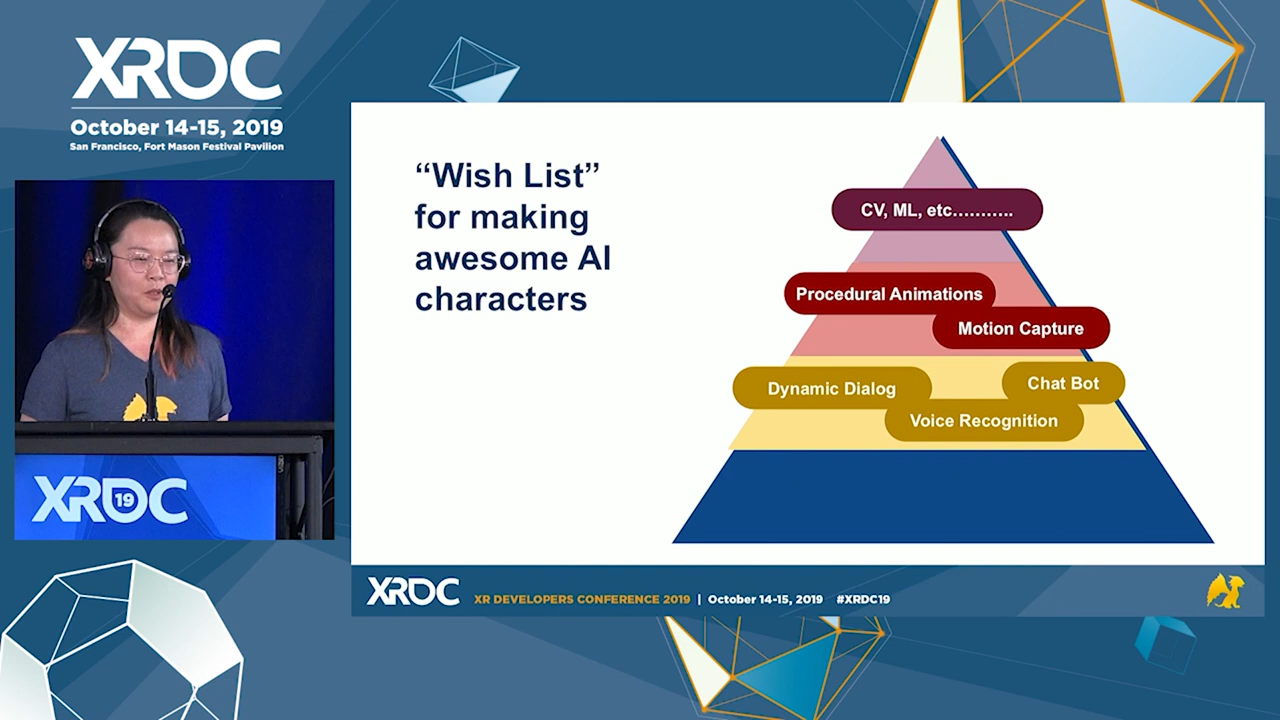 XRDC
October 14-15, 2019
San Francisco, Fort Mason Festival Pavilion
XRDC
19
“Wish List”
for making
awesome AI
characters
CV, ML, etc………..
Procedural Animations
Motion Capture
Dynamic Dialog
Chat Bot
Voice Recognition
XRDC
XR DEVELOPERS CONFERENCE 2019 | October 14-15, 2019 #XRDC19